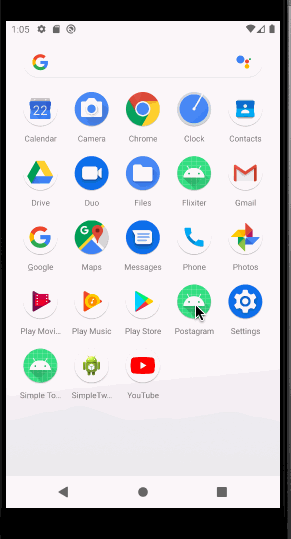 1:05
G
22
Calendar Camera Chrome Clock Contacts
Drive Duo Files Flixiter Gmail
G G
Google Maps Messages Phone Photos
Play Movi... Play Music Play Store Postagram Settings
Simple To... SimpleTw... YouTube